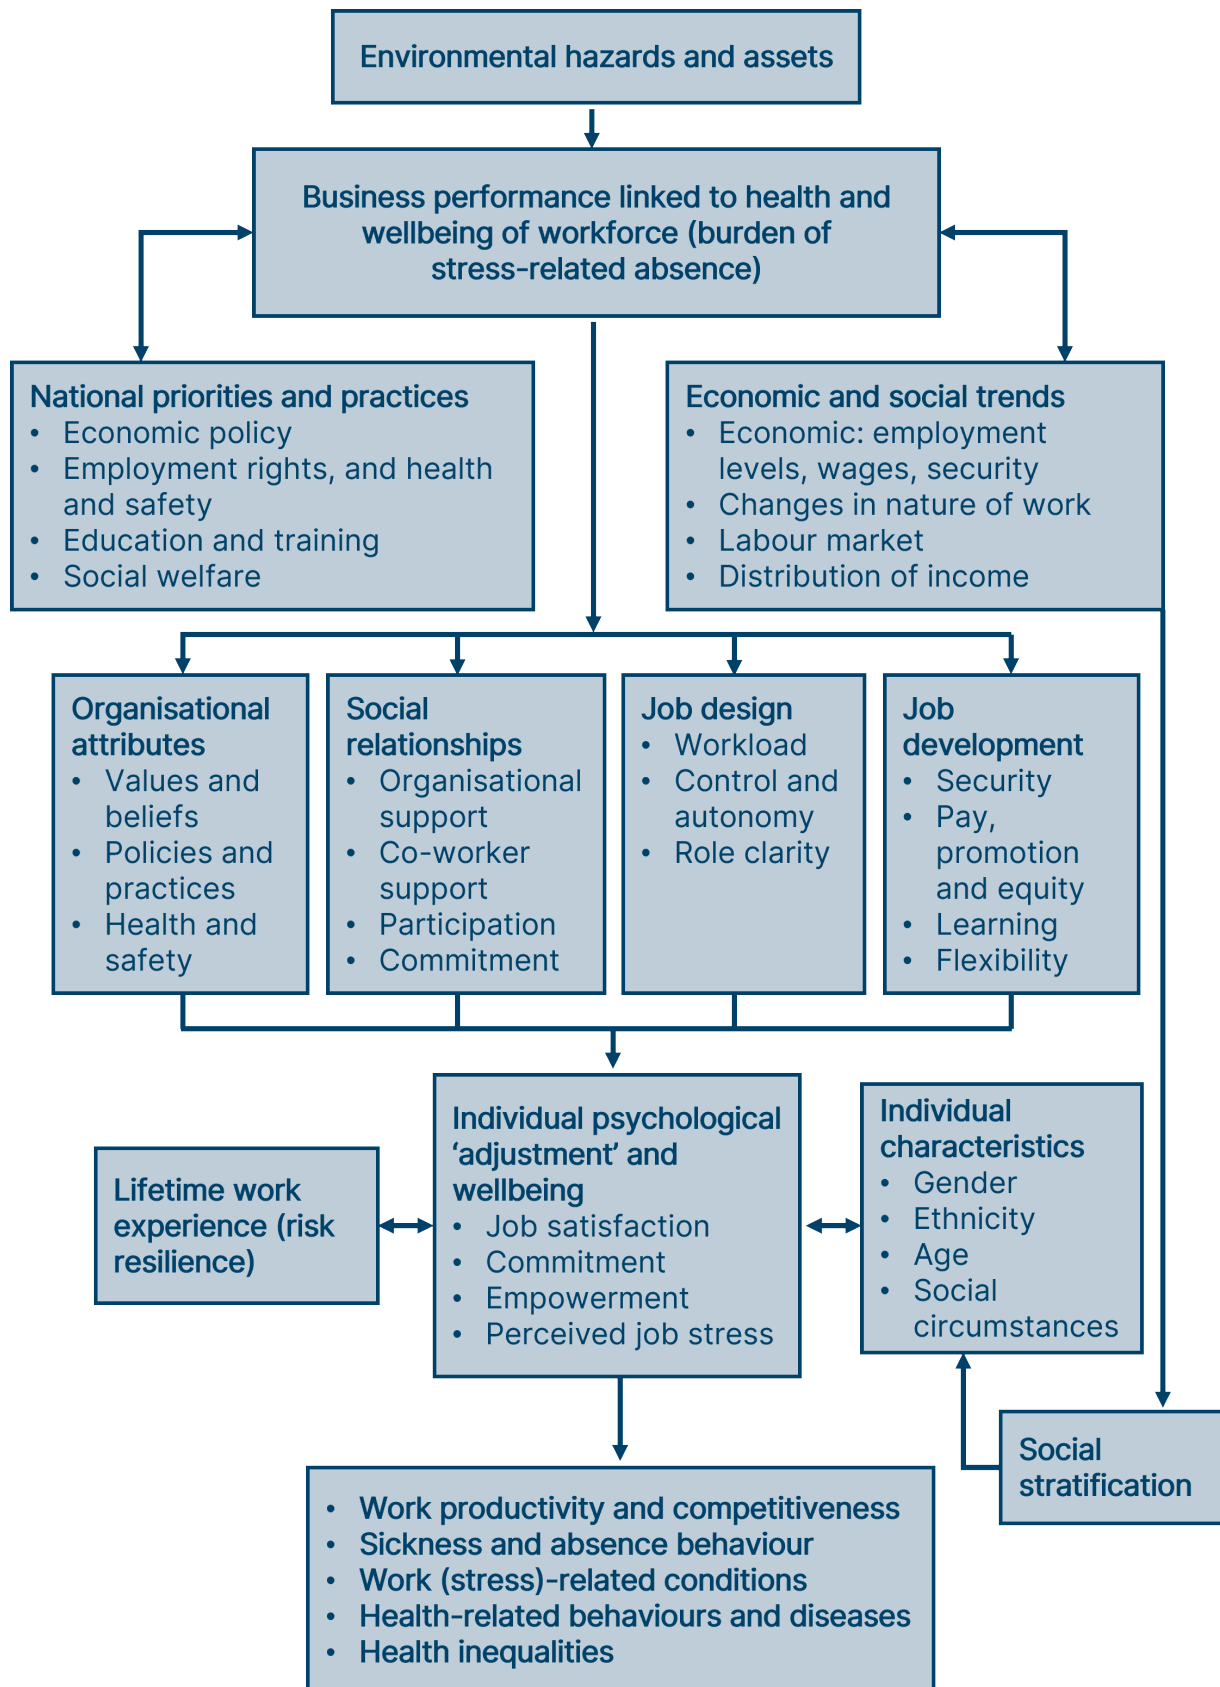 Environmental hazards and assets
Business performance linked to health and
wellbeing of workforce (burden of
stress-related absence)
National priorities and practices
• Economic policy
• Employment rights, and health
and safety
• Education and training
• Social welfare
Economic and social trends
• Economic: employment
levels, wages, security
• Changes in nature of work
• Labour market
• Distribution of income
Organisational
attributes
• Values and
beliefs
• Policies and
practices
• Health and
safety
Social
relationships
• Organisational
support
• Co-worker
support
• Participation
• Commitment
Job design
• Workload
• Control and
autonomy
• Role clarity
Job
development
• Security
• Pay,
promotion
and equity
• Learning
• Flexibility
Lifetime work
experience (risk
resilience)
Individual psychological
‘adjustment’ and
wellbeing
• Job satisfaction
• Commitment
• Empowerment
• Perceived job stress
Individual
characteristics
• Gender
• Ethnicity
• Age
• Social
circumstances
Social
stratification
• Work productivity and competitiveness
• Sickness and absence behaviour
• Work (stress)-related conditions
• Health-related behaviours and diseases
• Health inequalities